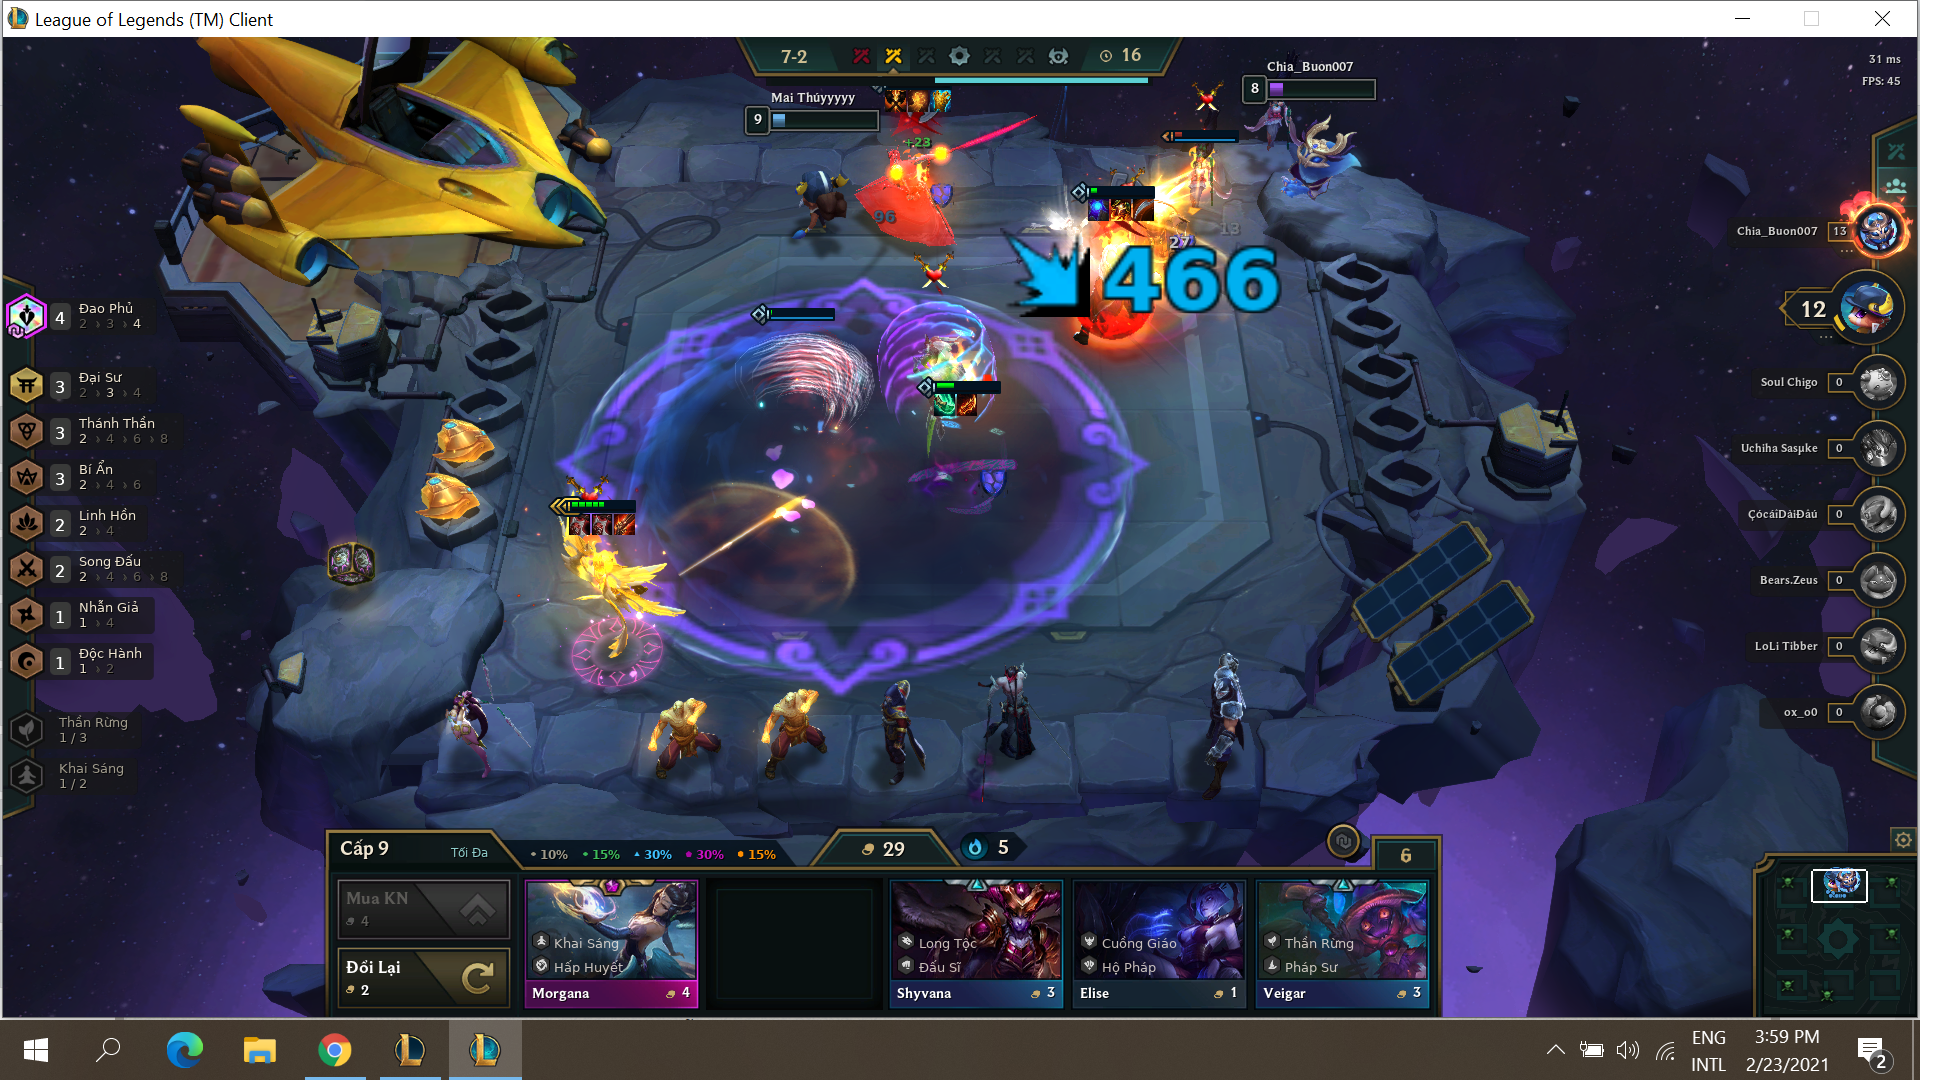 League of Legends (TM) Client
7-2
16
31 ms
FPS: 45
Chia_Buon007
8
Mai Thúyyyyy
9
+23
96
27
13
466
4
Đao Phủ
2 › 3 › 4
3
Đại Sư
2 › 3 › 4
3
Thánh Thần
2 › 4 › 6 › 8
3
Bí Ẩn
2 › 4 › 6
2
Linh Hồn
2 › 4
2
Song Đấu
2 › 4 › 6 › 8
1
Nhẫn Giả
1 › 4
1
Độc Hành
1 › 2
Thần Rừng
1 / 3
Khai Sáng
1 / 2
Chia_Buon007 13
12
Soul Chigo 0
Uchiha Sasµke 0
ÇócáiDàiĐâú 0
Bears.Zeus 0
LoLi Tibber 0
ox_o0 0
Cấp 9
Tối Đa
10% 15% 30% 30% 15%
29
5
6
Mua KN
4
Đổi Lại
2
Khai Sáng
Hấp Huyết
Morgana 4
Long Tộc
Đấu Sĩ
Shyvana 3
Cuồng Giáo
Hộ Pháp
Elise 1
Thần Rừng
Pháp Sư
Veigar 3
ENG
INTL
3:59 PM
2/23/2021
2